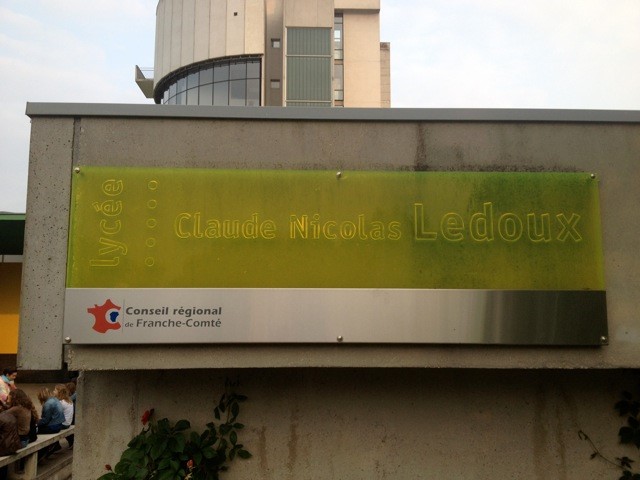 Lycée
Claude Nicolas Ledoux
Conseil régional
de Franche-Comté